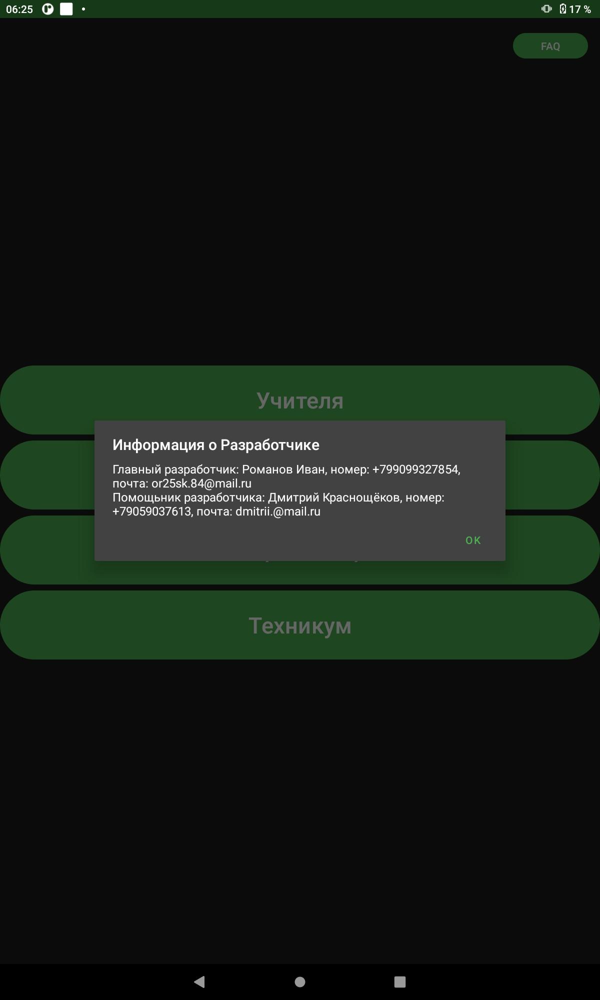 06:25
17 %
FAQ
Учителя
Информация о Разработчике
Главный разработчик: Романов Иван, номер: +799099327854,
почта: or25sk.84@mail.ru
Помощьник разработчика: Дмитрий Краснощёков, номер:
+79059037613, почта: dmitrii.@mail.ru
OK
Техникум